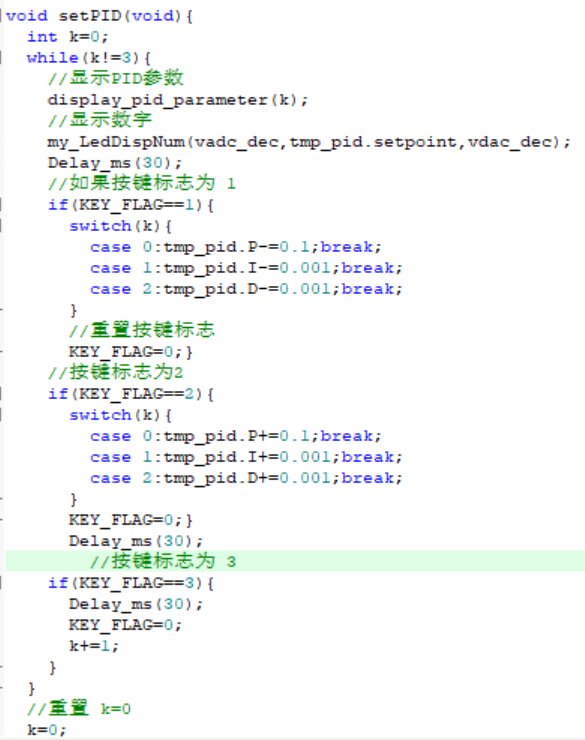 void setPID(void){
int k=0;
while(k!=3){
//显示PID参数
display_pid_parameter(k);
//显示数字
my_LedDispNum(vadc_dec,tmp_pid.setpoint,vdac_dec);
Delay_ms(30);
//如果按键标志为 1
if(KEY_FLAG==1){
switch(k){
case 0:tmp_pid.P-=0.1;break;
case 1:tmp_pid.I-=0.001;break;
case 2:tmp_pid.D-=0.001;break;
}
//重置按键标志
KEY_FLAG=0;}
//按键标志为2
if(KEY_FLAG==2){
switch(k){
case 0:tmp_pid.P+=0.1;break;
case 1:tmp_pid.I+=0.001;break;
case 2:tmp_pid.D+=0.001;break;
}
KEY_FLAG=0;}
Delay_ms(30);
//按键标志为 3
if(KEY_FLAG==3){
Delay_ms(30);
KEY_FLAG=0;
k+=1;
}
}
//重置 k=0
k=0;